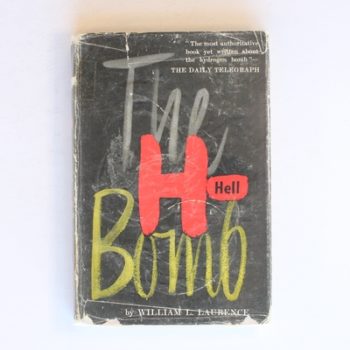 "The most authoritative
book yet written about
the hydrogen bomb"—
THE DAILY TELEGRAPH
The
H-
Hell
Bomb
by WILLIAM L. LAURENCE